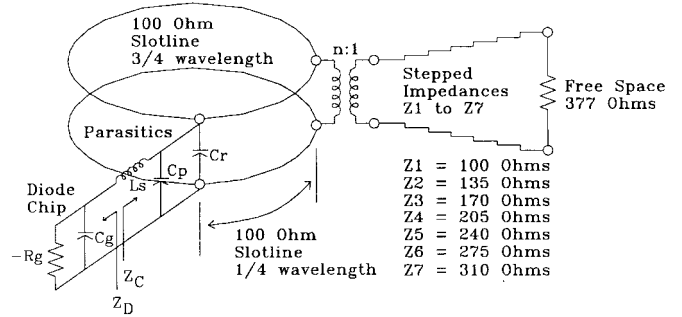 100 Ohm
Slotline
3/4 wavelength
n:1
Stepped
Impedances
Z1 to Z7
Free Space
377 Ohms
Parasitics
Cr
Cp
Ls
Diode
Chip
Cg
-Rg
ZC
ZD
100 Ohm
Slotline
1/4 wavelength
Z1 = 100 Ohms
Z2 = 135 Ohms
Z3 = 170 Ohms
Z4 = 205 Ohms
Z5 = 240 Ohms
Z6 = 275 Ohms
Z7 = 310 Ohms